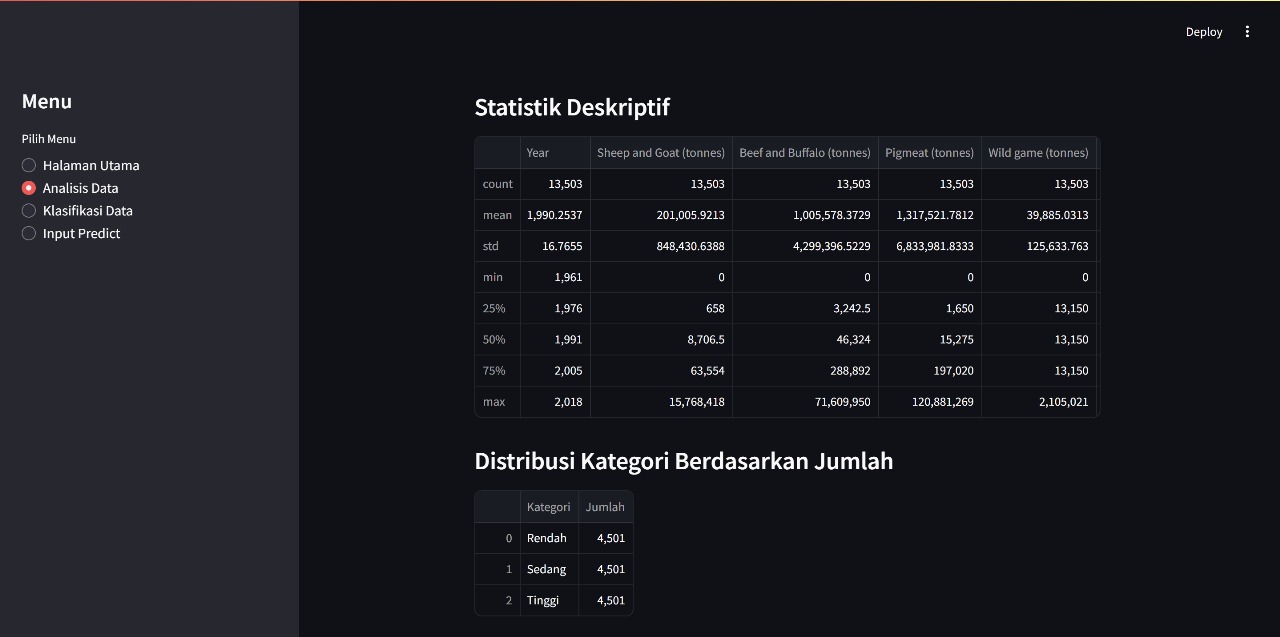 Deploy
Menu
Pilih Menu
Halaman Utama
Analisis Data
Klasifikasi Data
Input Predict
Statistik Deskriptif
Year Sheep and Goat (tonnes) Beef and Buffalo (tonnes) Pigmeat (tonnes) Wild game (tonnes)
count 13,503 13,503 13,503 13,503 13,503
mean 1,990.2537 201,005.9213 1,005,578.3729 1,317,521.7812 39,885.0313
std 16.7655 848,430.6388 4,299,396.5229 6,833,981.8333 125,633.763
min 1,961 0 0 0 0
25% 1,976 658 3,242.5 1,650 13,150
50% 1,991 8,706.5 46,324 15,275 13,150
75% 2,005 63,554 288,892 197,020 13,150
max 2,018 15,768,418 71,609,950 120,881,269 2,105,021
Distribusi Kategori Berdasarkan Jumlah
Kategori Jumlah
0 Rendah 4,501
1 Sedang 4,501
2 Tinggi 4,501